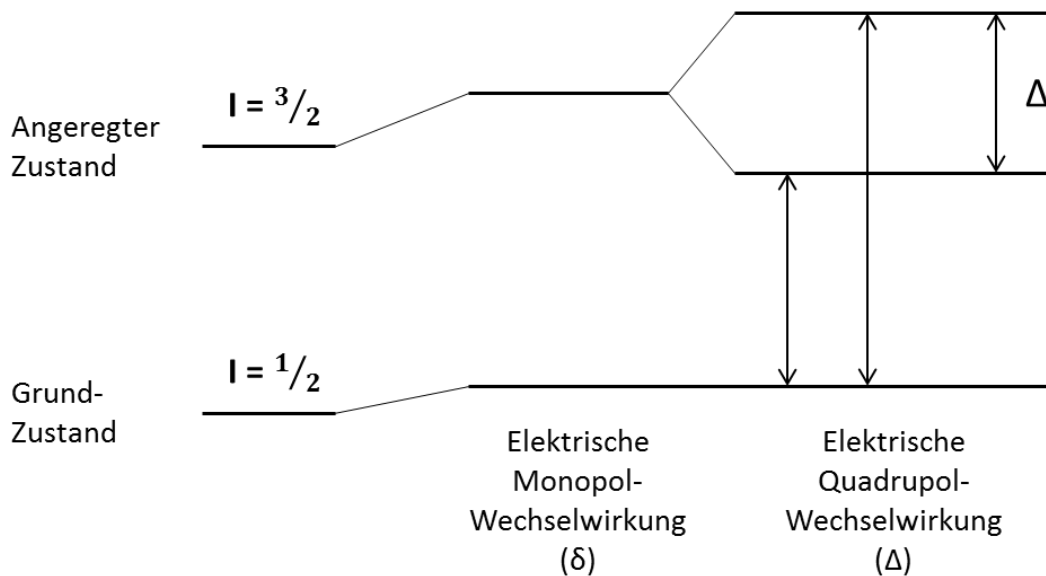 I = 3/2
Δ
Angeregter
Zustand
I = 1/2
Grund-
Zustand
Elektrische
Monopol-
Wechselwirkung
(δ)
Elektrische
Quadrupol-
Wechselwirkung
(Δ)